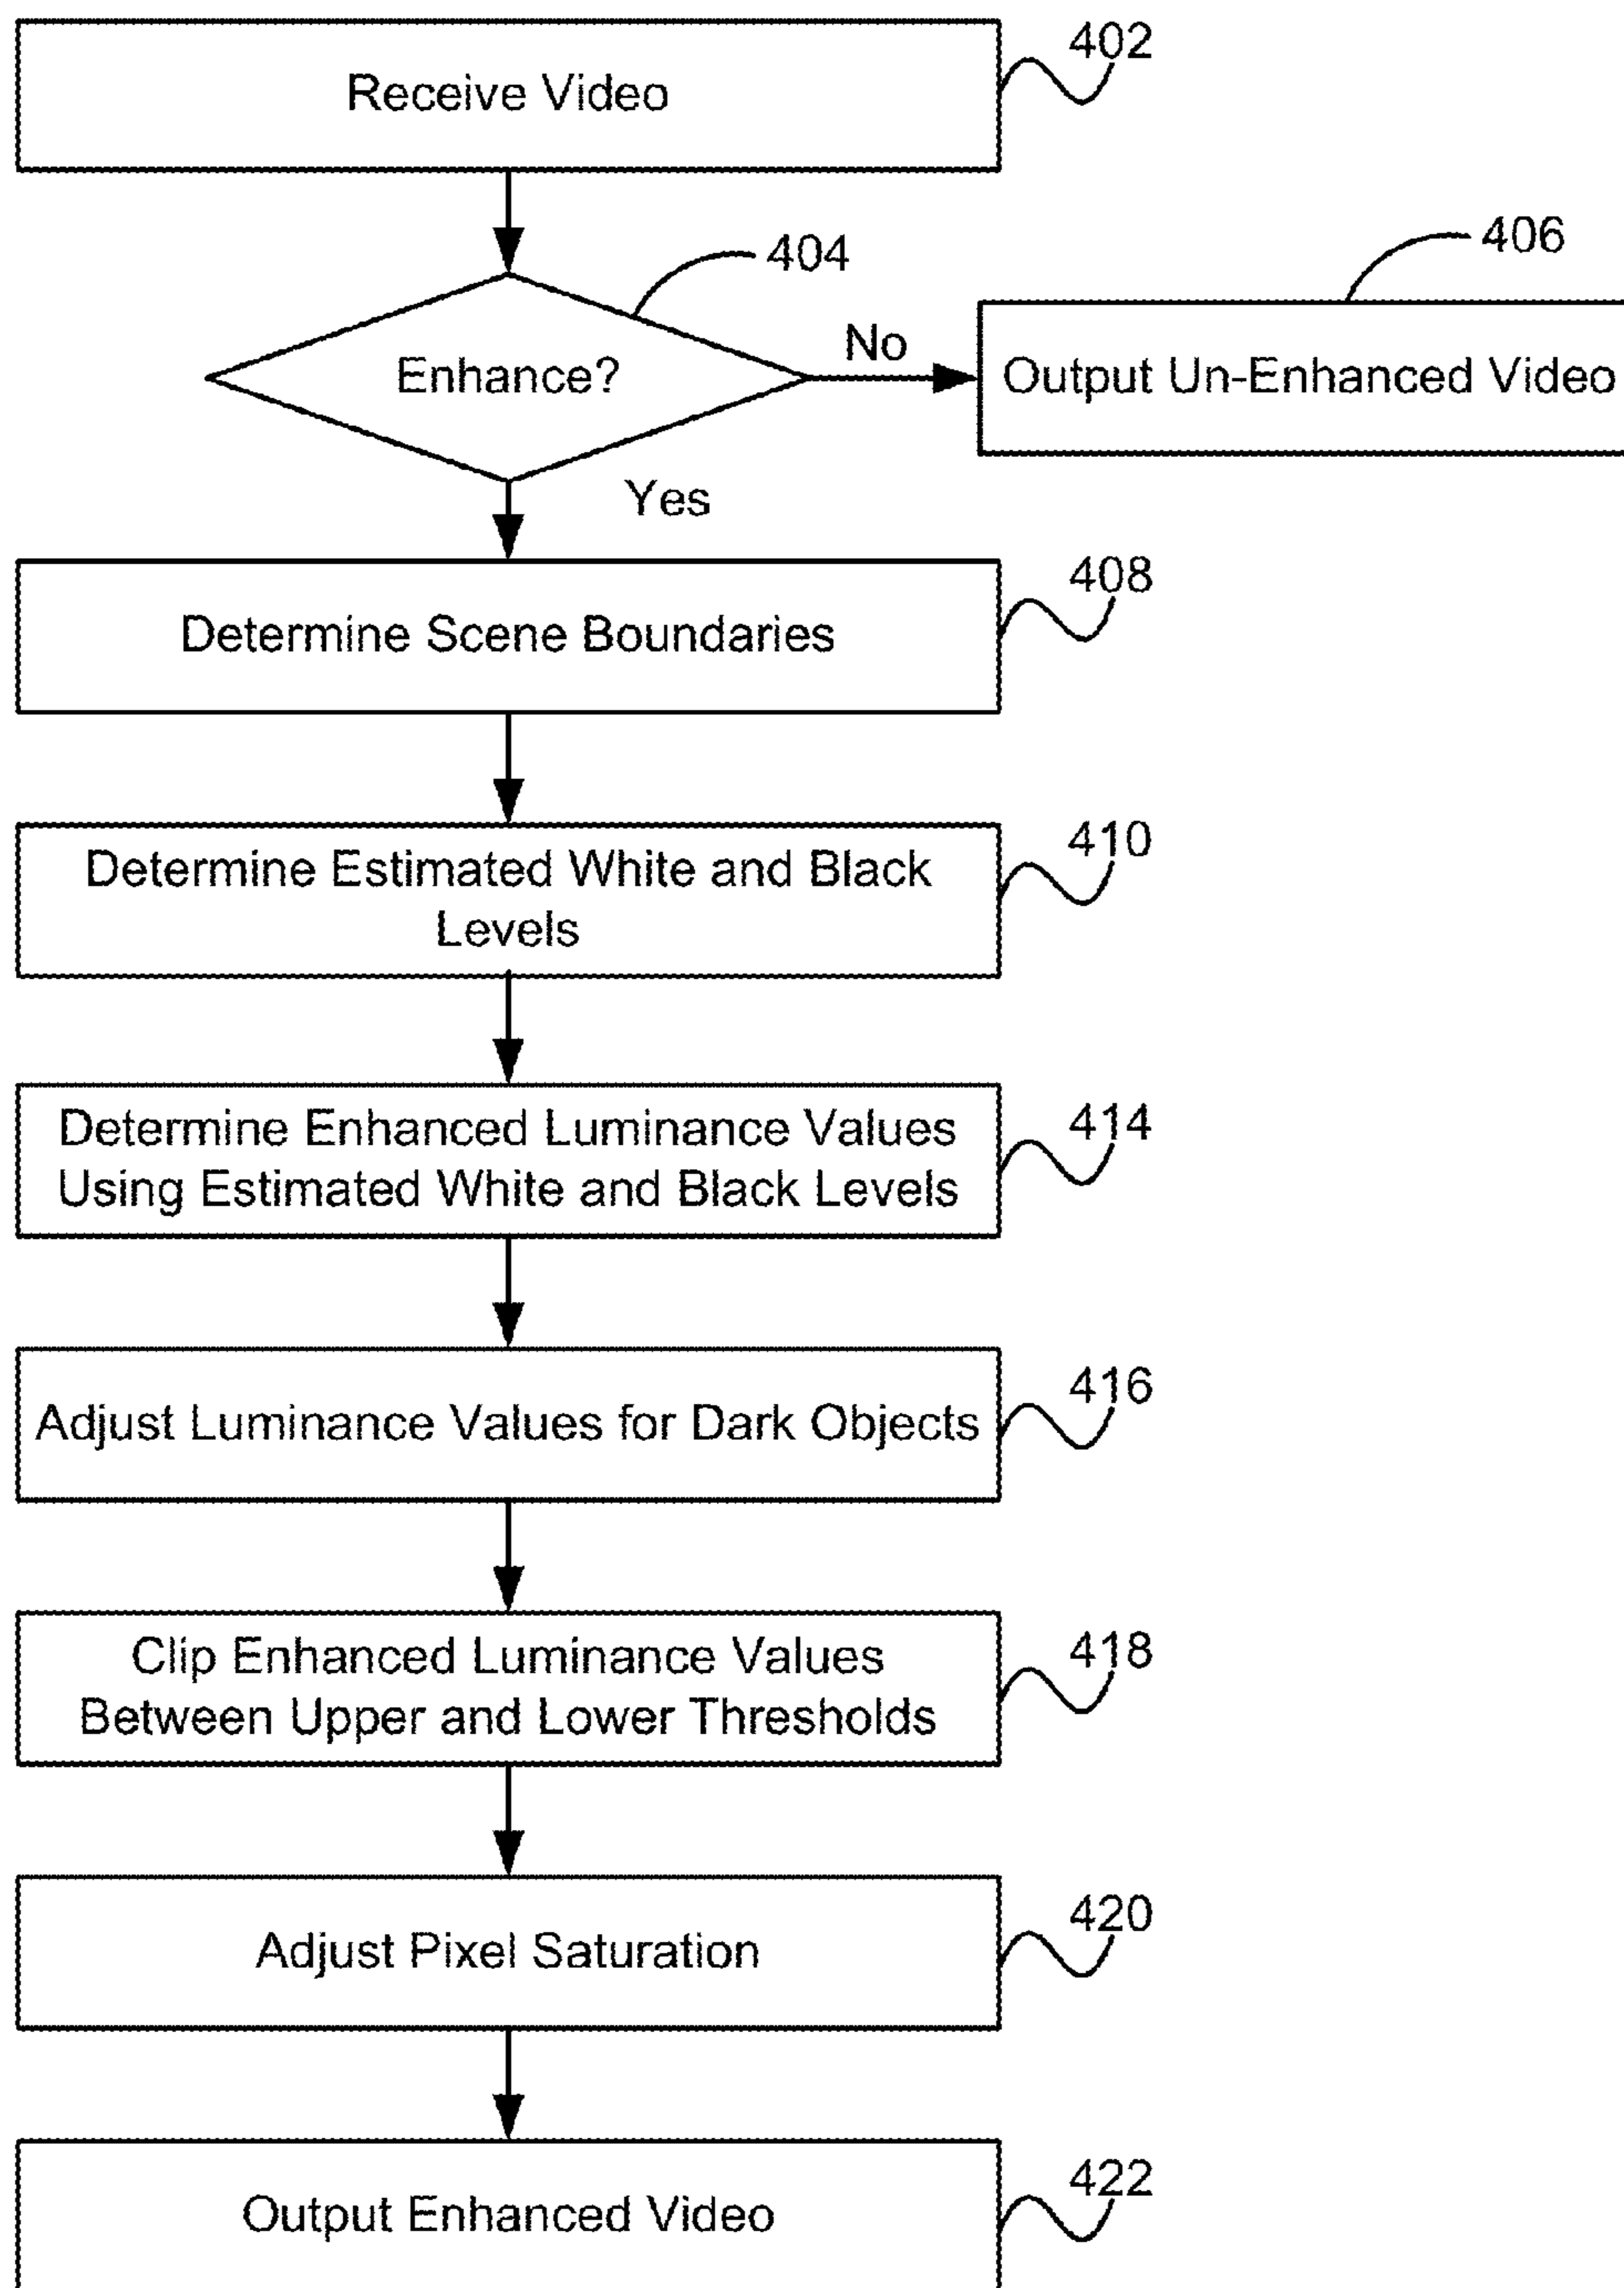 Receive Video
402
Enhance?
404
No
Output Un-Enhanced Video
406
Yes
Determine Scene Boundaries
408
Determine Estimated White and Black
Levels
410
Determine Enhanced Luminance Values
Using Estimated White and Black Levels
414
Adjust Luminance Values for Dark Objects
416
Clip Enhanced Luminance Values
Between Upper and Lower Thresholds
418
Adjust Pixel Saturation
420
Output Enhanced Video
422